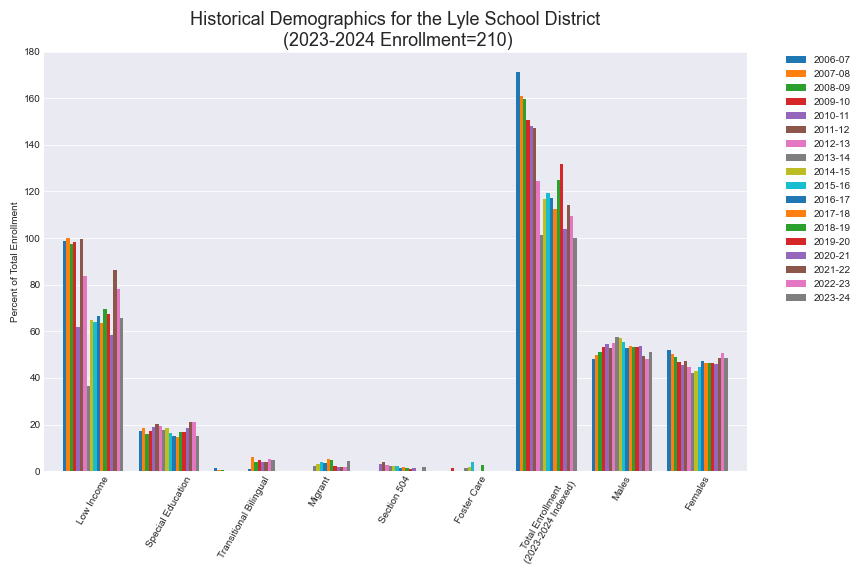 Historical Demographics for the Lyle School District
(2023-2024 Enrollment=210)
Percent of Total Enrollment
180
160
140
120
100
80
60
40
20
0
Low Income
Special Education
Transitional Bilingual
Migrant
Section 504
Foster Care
Total Enrollment
(2023-2024 Indexed)
Males
Females
2006-07
2007-08
2008-09
2009-10
2010-11
2011-12
2012-13
2013-14
2014-15
2015-16
2016-17
2017-18
2018-19
2019-20
2020-21
2021-22
2022-23
2023-24